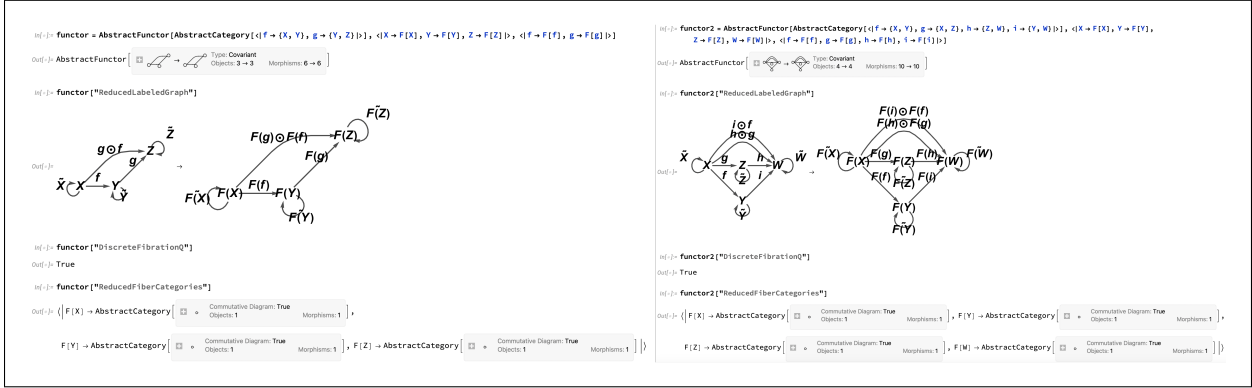 In[-]:= functor = AbstractFunctor[AbstractCategory[<|f → {X, Y}, g → {Y, Z}|>], <|X → F[X], Y → F[Y], Z → F[Z]|>, <|f → F[f], g → F[g]|>]
Out[-]= AbstractFunctor[ Type: Covariant
Objects: 3 → 3 Morphisms: 6 → 6 ]
In[-]:= functor["ReducedLabeledGraph"]
F(Z̃)
Z̃
g⊙f Z F(g)⊙F(f) F(Z)
g F(g)
Out[-]= →
X̃ X f Y F(X̃) F(X) F(f) F(Y)
Ỹ
F(Ỹ)
In[-]:= functor["DiscreteFibrationQ"]
Out[-]= True
In[-]:= functor["ReducedFiberCategories"]
Out[-]= <|F[X] → AbstractCategory[ Commutative Diagram: True
Objects: 1 Morphisms: 1 ],
F[Y] → AbstractCategory[ Commutative Diagram: True
Objects: 1 Morphisms: 1 ], F[Z] → AbstractCategory[ Commutative Diagram: True
Objects: 1 Morphisms: 1 ]|>
In[-]:= functor2 = AbstractFunctor[AbstractCategory[<|f → {X, Y}, g → {X, Z}, h → {Z, W}, i → {Y, W}|>], <|X → F[X], Y → F[Y],
Z → F[Z], W → F[W]|>, <|f → F[f], g → F[g], h → F[h], i → F[i]|>]
Out[-]= AbstractFunctor[ Type: Covariant
Objects: 4 → 4 Morphisms: 10 → 10 ]
In[-]:= functor2["ReducedLabeledGraph"]
F(i)⊙F(f)
i⊙f F(h)⊙F(g)
h⊙g
X̃ W̃ F(X̃) F(W̃)
Out[-]= X g Z h W → F(X) F(g) F(Z) F(h) F(W)
f Z̃ i F(f) F(Z̃) F(i)
Y F(Y)
Ỹ F(Ỹ)
In[-]:= functor2["DiscreteFibrationQ"]
Out[-]= True
In[-]:= functor2["ReducedFiberCategories"]
Out[-]= <|F[X] → AbstractCategory[ Commutative Diagram: True
Objects: 1 Morphisms: 1 ], F[Y] → AbstractCategory[ Commutative Diagram: True
Objects: 1 Morphisms: 1 ],
F[Z] → AbstractCategory[ Commutative Diagram: True
Objects: 1 Morphisms: 1 ], F[W] → AbstractCategory[ Commutative Diagram: True
Objects: 1 Morphisms: 1 ]|>